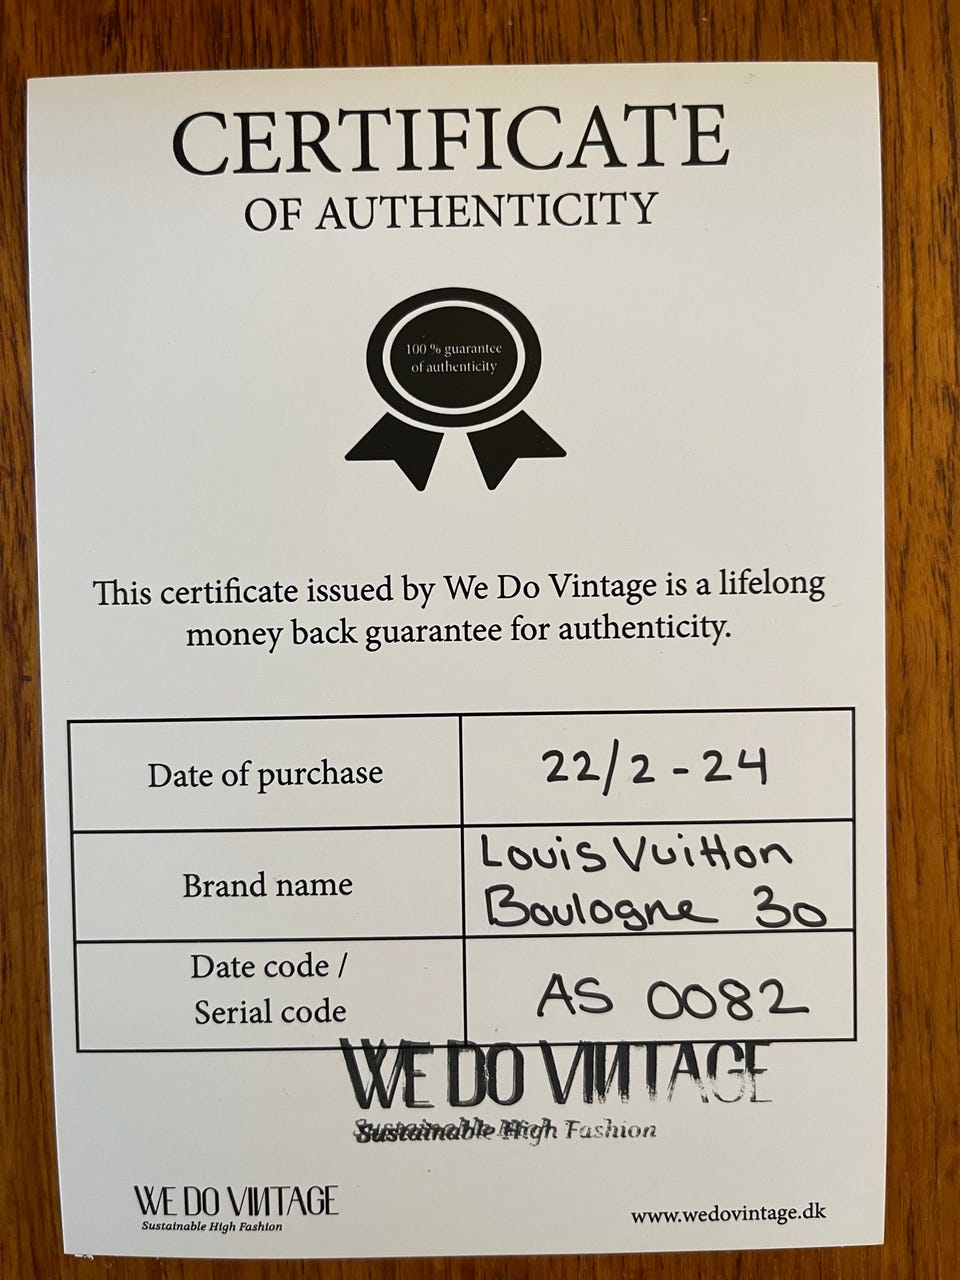 CERTIFICATE
OF AUTHENTICITY
100 % guarantee
of authenticity
This certificate issued by We Do Vintage is a lifelong
money back guarantee for authenticity.
Date of purchase
22/2-24
Brand name
Louis Vuitton
Boulogne 30
Date code /
Serial code
AS 0082
WE DO VINTAGE
Sustainable High Fashion
WE DO VINTAGE
Sustainable High Fashion
www.wedovintage.dk